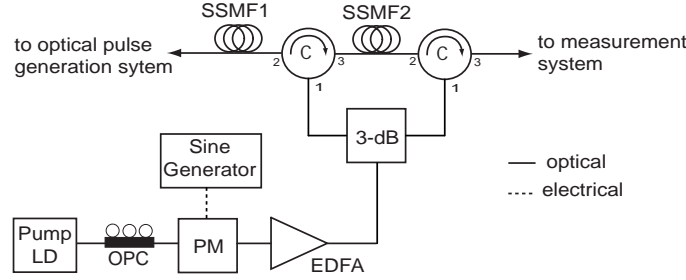 SSMF1
SSMF2
to optical pulse
generation sytem
to measurement
system
2
C
3
1
2
C
3
1
3-dB
Sine
Generator
optical
electrical
Pump
LD
OPC
PM
EDFA